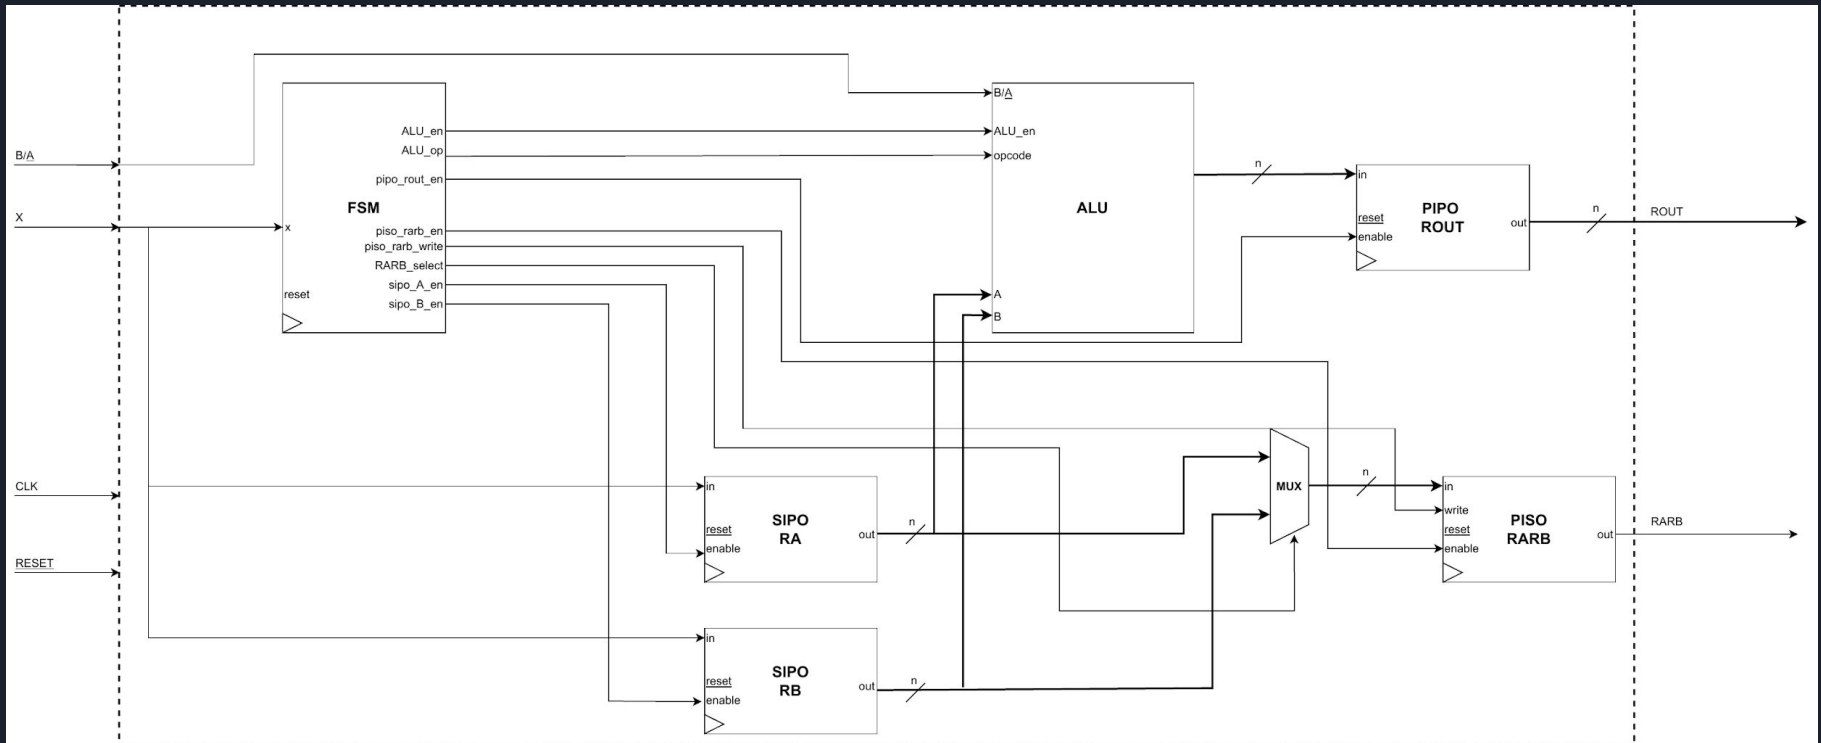 B/A
X
CLK
RESET
FSM
x
reset
ALU_en
ALU_op
pipo_rout_en
piso_rarb_en
piso_rarb_write
RARB_select
sipo_A_en
sipo_B_en
B/A
ALU_en
opcode
ALU
A
B
n
in
reset
enable
PIPO
ROUT
out
n
ROUT
in
reset
enable
SIPO
RA
out
n
MUX
n
in
write
reset
enable
PISO
RARB
out
RARB
in
reset
enable
SIPO
RB
out
n